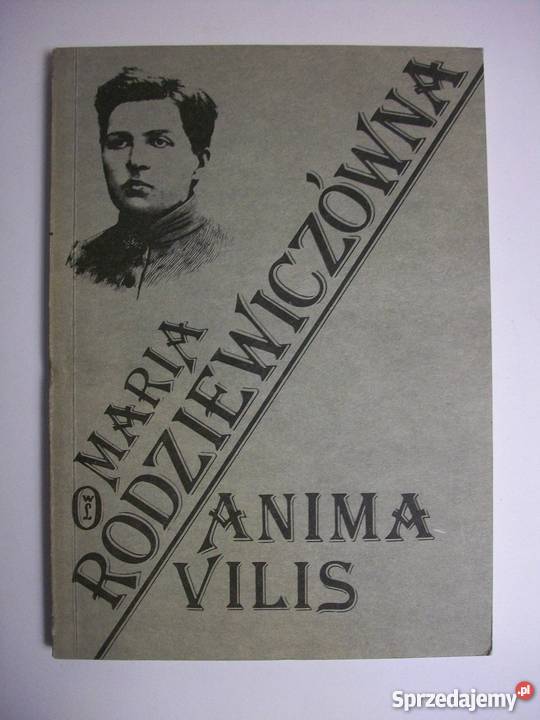 MARIA
RODZIEWICZÓWNA
ANIMA
VILIS
WL
Sprzedajemy.pl